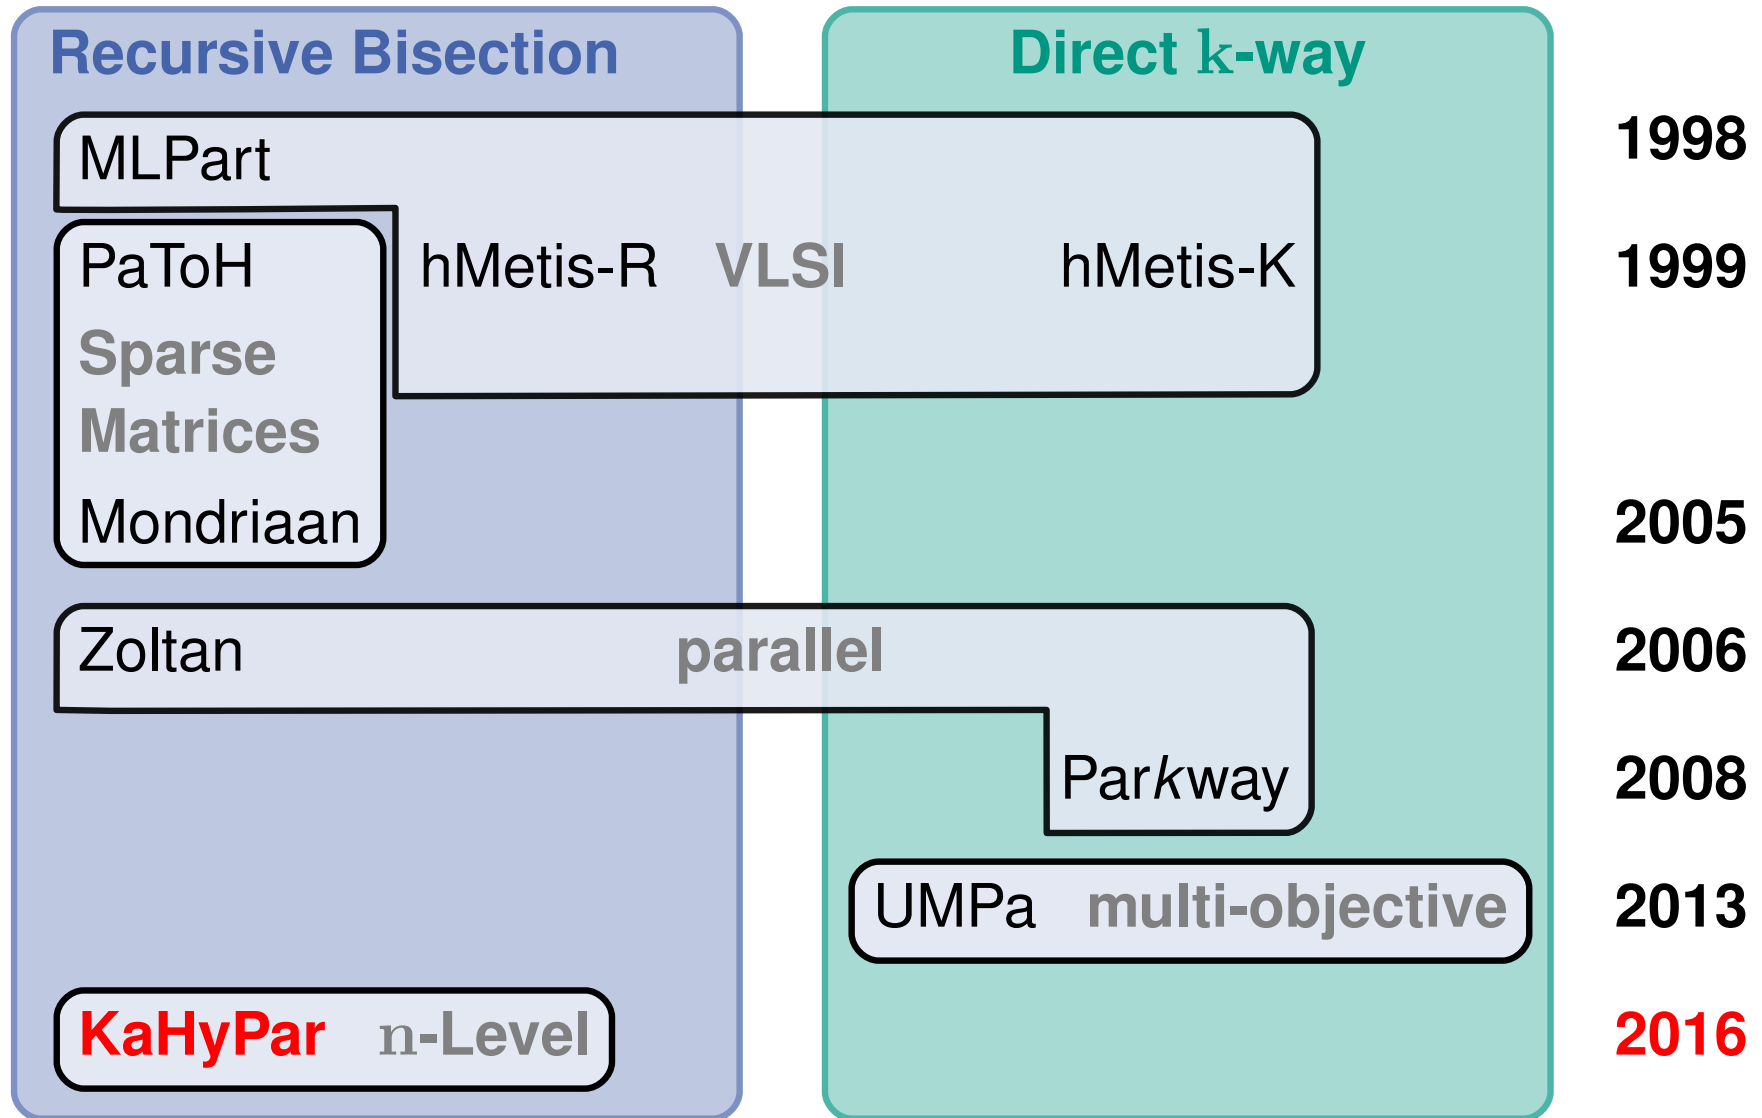 Recursive Bisection Direct k-way
MLPart 1998
PaToH hMetis-R VLSI hMetis-K 1999
Sparse
Matrices
Mondriaan 2005
Zoltan parallel 2006
Parkway 2008
UMPa multi-objective 2013
KaHyPar n-Level 2016